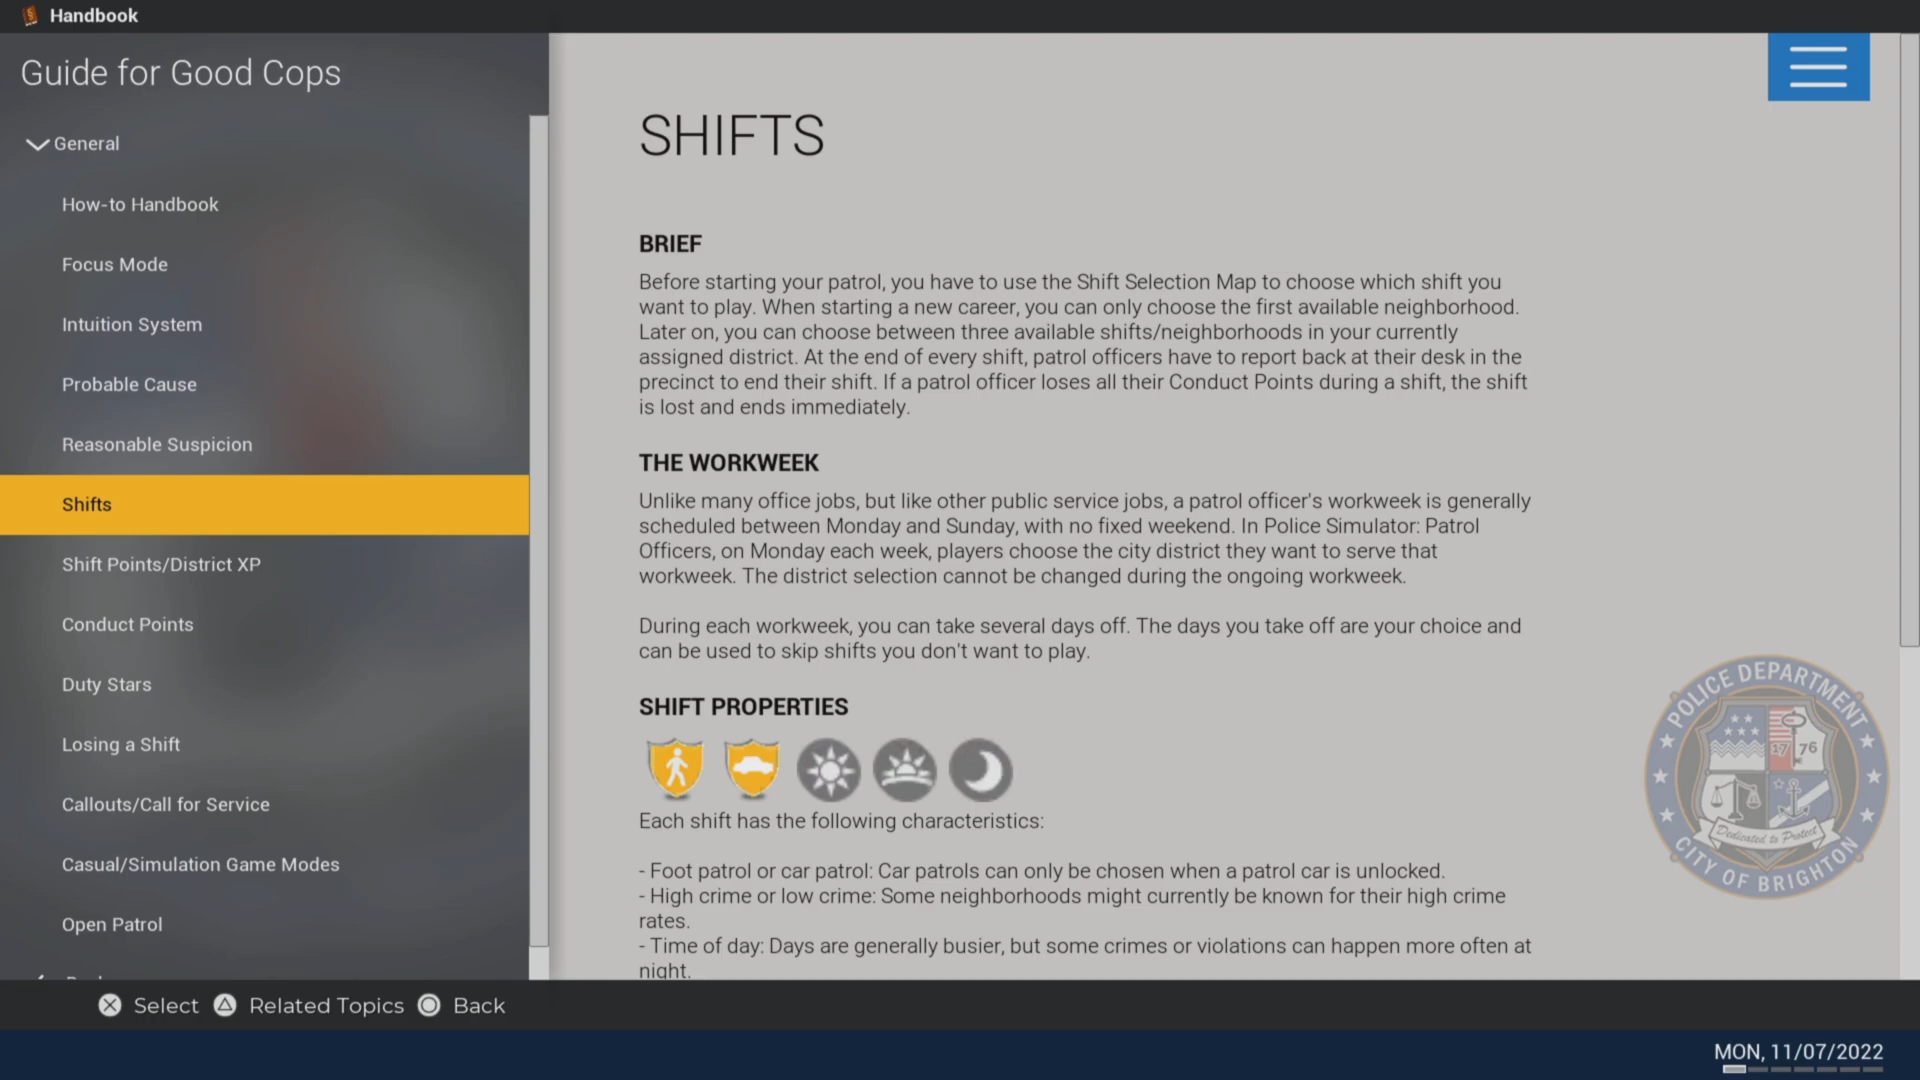 Handbook
Guide for Good Cops
General
How-to Handbook
Focus Mode
Intuition System
Probable Cause
Reasonable Suspicion
Shifts
Shift Points/District XP
Conduct Points
Duty Stars
Losing a Shift
Callouts/Call for Service
Casual/Simulation Game Modes
Open Patrol
SHIFTS
BRIEF
Before starting your patrol, you have to use the Shift Selection Map to choose which shift you
want to play. When starting a new career, you can only choose the first available neighborhood.
Later on, you can choose between three available shifts/neighborhoods in your currently
assigned district. At the end of every shift, patrol officers have to report back at their desk in the
precinct to end their shift. If a patrol officer loses all their Conduct Points during a shift, the shift
is lost and ends immediately.
THE WORKWEEK
Unlike many office jobs, but like other public service jobs, a patrol officer's workweek is generally
scheduled between Monday and Sunday, with no fixed weekend. In Police Simulator: Patrol
Officers, on Monday each week, players choose the city district they want to serve that
workweek. The district selection cannot be changed during the ongoing workweek.
During each workweek, you can take several days off. The days you take off are your choice and
can be used to skip shifts you don't want to play.
SHIFT PROPERTIES
Each shift has the following characteristics:
- Foot patrol or car patrol: Car patrols can only be chosen when a patrol car is unlocked.
- High crime or low crime: Some neighborhoods might currently be known for their high crime
rates.
- Time of day: Days are generally busier, but some crimes or violations can happen more often at
night.
POLICE DEPARTMENT
17 76
Dedicated to Protect
CITY OF BRIGHTON
Select
Related Topics
Back
MON, 11/07/2022